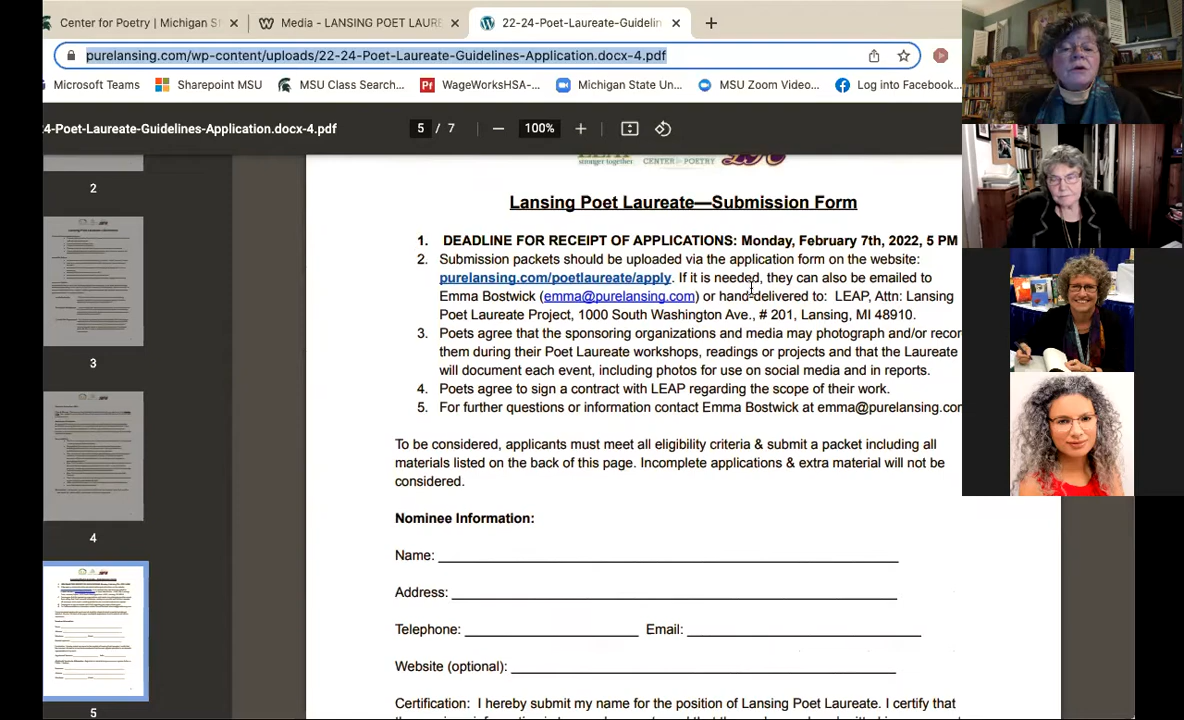 Center for Poetry | Michigan S
Media - LANSING POET LAURE
22-24-Poet-Laureate-Guidelin
purelansing.com/wp-content/uploads/22-24-Poet-Laureate-Guidelines-Application.docx-4.pdf
Microsoft Teams
Sharepoint MSU
MSU Class Search...
WageWorksHSA-...
Michigan State Un...
MSU Zoom Video...
Log into Facebook...
4-Poet-Laureate-Guidelines-Application.docx-4.pdf
5 / 7
100%
stronger together
CENTER for POETRY
Lansing Poet Laureate—Submission Form
1. DEADLINE FOR RECEIPT OF APPLICATIONS: Monday, February 7th, 2022, 5 PM
2. Submission packets should be uploaded via the application form on the website:
purelansing.com/poetlaureate/apply. If it is needed, they can also be emailed to
Emma Bostwick (emma@purelansing.com) or hand-delivered to: LEAP, Attn: Lansing
Poet Laureate Project, 1000 South Washington Ave., # 201, Lansing, MI 48910.
3. Poets agree that the sponsoring organizations and media may photograph and/or recor
them during their Poet Laureate workshops, readings or projects and that the Laureate
will document each event, including photos for use on social media and in reports.
4. Poets agree to sign a contract with LEAP regarding the scope of their work.
5. For further questions or information contact Emma Bostwick at emma@purelansing.cor
To be considered, applicants must meet all eligibility criteria & submit a packet including all
materials listed on the back of this page. Incomplete applications & extra material will not be
considered.
Nominee Information:
Name:
Address:
Telephone: Email:
Website (optional):
Certification: I hereby submit my name for the position of Lansing Poet Laureate. I certify that
2
3
4
5